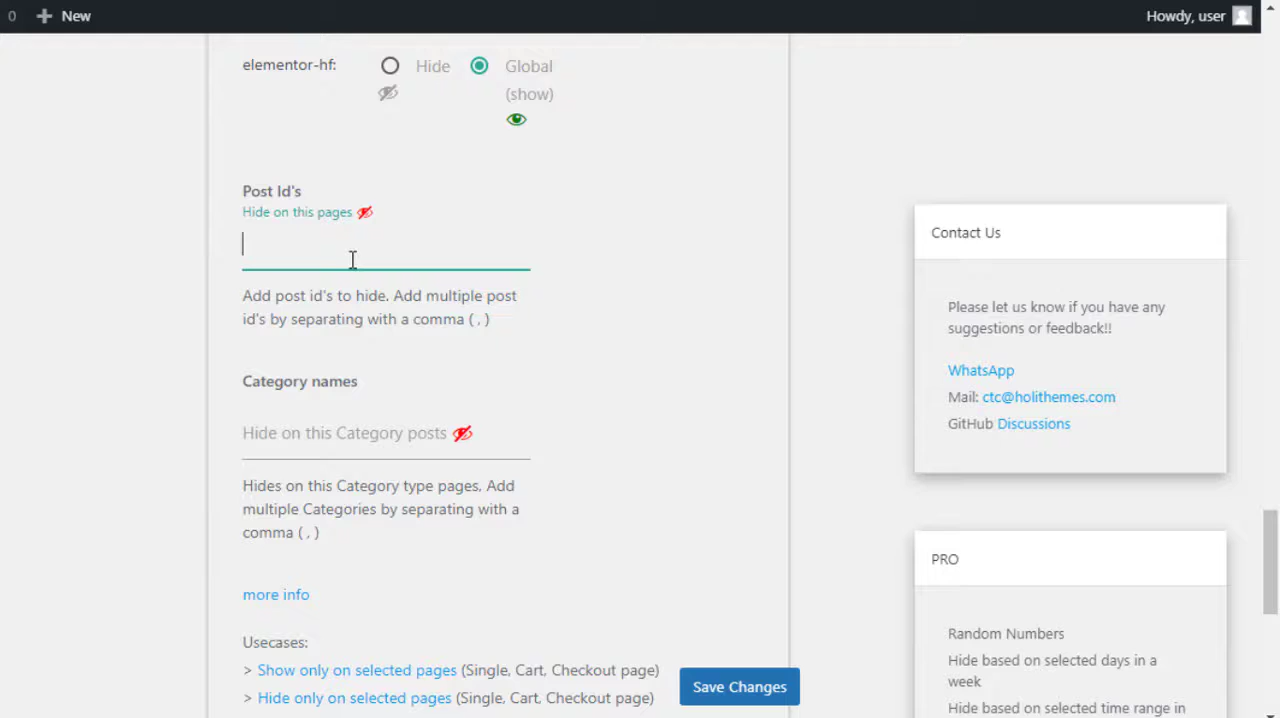 0 New Howdy, user
elementor-hf: Hide Global
(show)
Post Id's
Hide on this pages
Add post id's to hide. Add multiple post
id's by separating with a comma ( , )
Category names
Hide on this Category posts
Hides on this Category type pages. Add
multiple Categories by separating with a
comma ( , )
more info
Usecases:
> Show only on selected pages (Single, Cart, Checkout page)
> Hide only on selected pages (Single, Cart, Checkout page)
Save Changes
Contact Us
Please let us know if you have any
suggestions or feedback!!
WhatsApp
Mail: ctc@holithemes.com
GitHub Discussions
PRO
Random Numbers
Hide based on selected days in a
week
Hide based on selected time range in